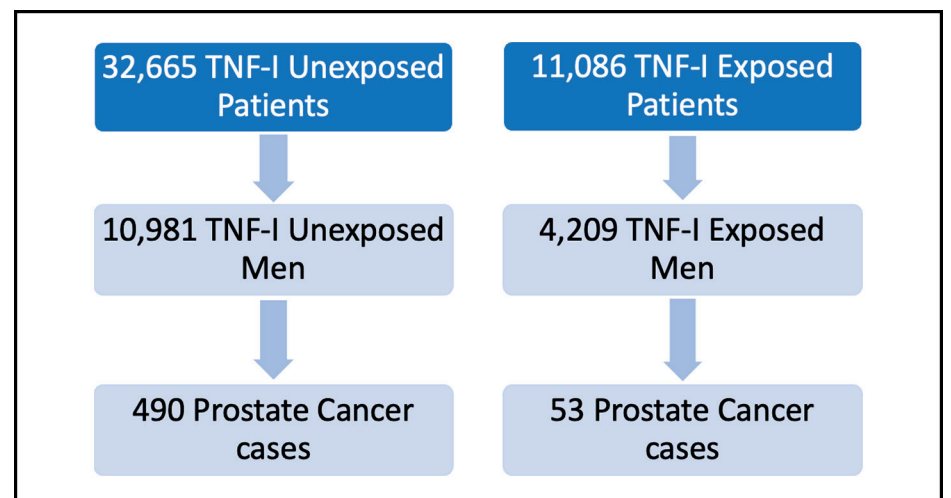 32,665 TNF-I Unexposed
Patients
10,981 TNF-I Unexposed
Men
490 Prostate Cancer
cases
11,086 TNF-I Exposed
Patients
4,209 TNF-I Exposed
Men
53 Prostate Cancer
cases